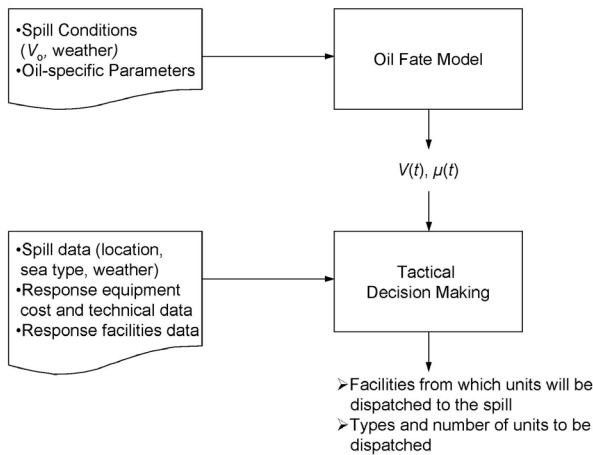 •Spill Conditions
(Vo, weather)
•Oil-specific Parameters
Oil Fate Model
V(t), μ(t)
•Spill data (location,
sea type, weather)
•Response equipment
cost and technical data
•Response facilities data
Tactical
Decision Making
➢Facilities from which units will be
dispatched to the spill
➢Types and number of units to be
dispatched